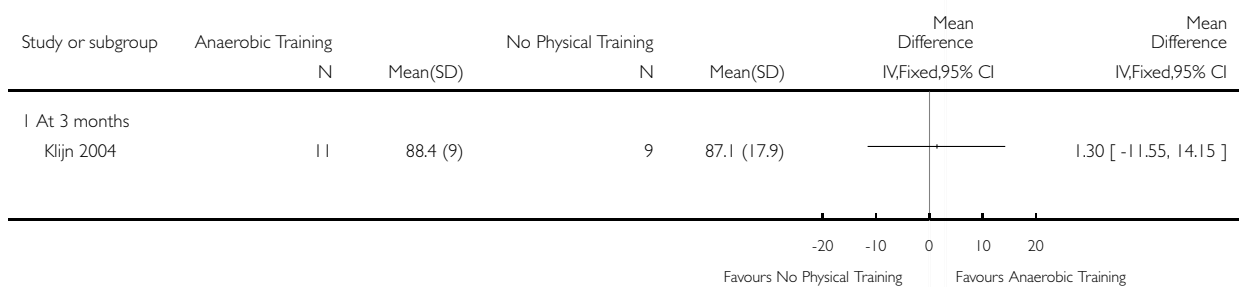 Mean Mean
Study or subgroup Anaerobic Training No Physical Training Difference Difference
N Mean(SD) N Mean(SD) IV,Fixed,95% CI IV,Fixed,95% CI
1 At 3 months
Klijn 2004 11 88.4 (9) 9 87.1 (17.9) 1.30 [ -11.55, 14.15 ]
-20 -10 0 10 20
Favours No Physical Training Favours Anaerobic Training